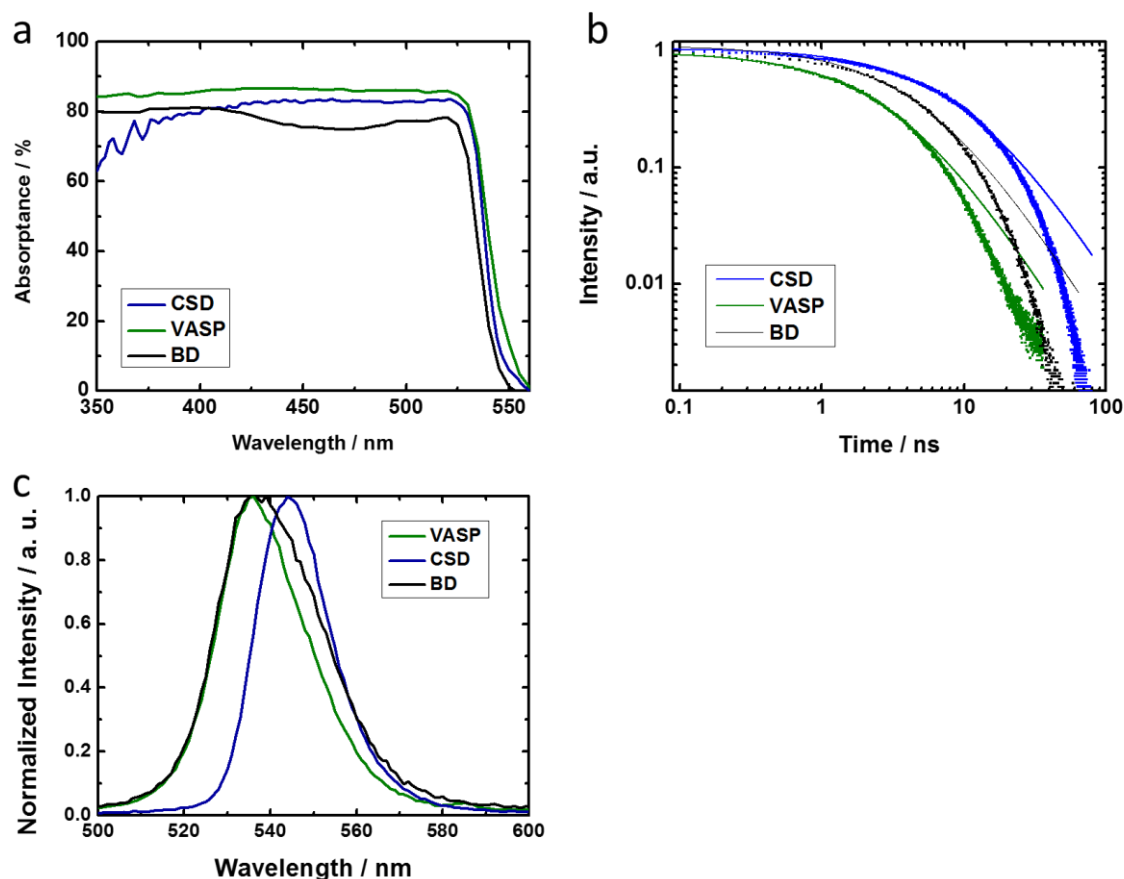 a
Absorptance / %
100
80
60
40
20
0
CSD
VASP
BD
350 400 450 500 550
Wavelength / nm
b
Intensity / a.u.
1
0.1
0.01
CSD
VASP
BD
0.1 1 10 100
Time / ns
c
Normalized Intensity / a. u.
1.0
0.8
0.6
0.4
0.2
0.0
VASP
CSD
BD
500 520 540 560 580 600
Wavelength / nm